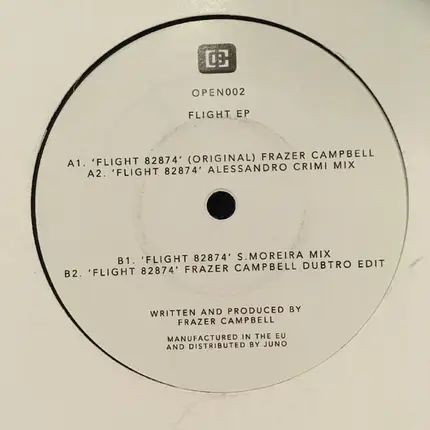 OPEN002
FLIGHT EP
A1. 'FLIGHT 82874' (ORIGINAL) FRAZER CAMPBELL
A2. 'FLIGHT 82874' ALESSANDRO CRIMI MIX
B1. 'FLIGHT 82874' S.MOREIRA MIX
B2. 'FLIGHT 82874' FRAZER CAMPBELL DUBTRO EDIT
WRITTEN AND PRODUCED BY
FRAZER CAMPBELL
MANUFACTURED IN THE EU
AND DISTRIBUTED BY JUNO